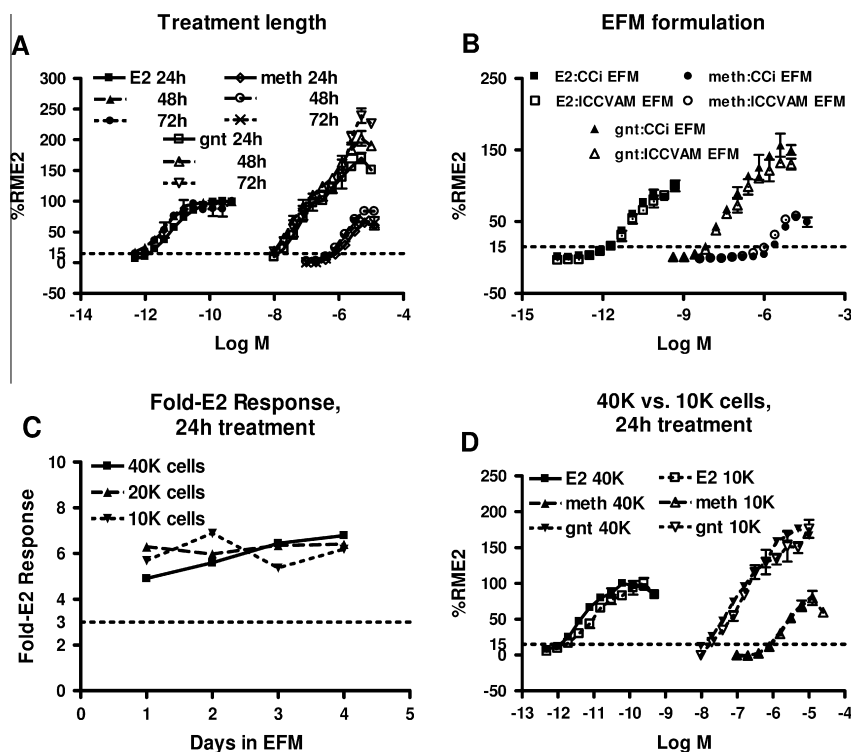 Treatment length
A
%RME2
300
250
200
150
100
50
15
0
-50
E2 24h
48h
72h
meth 24h
48h
72h
gnt 24h
48h
72h
-14 -12 -10 -8 -6 -4
Log M
EFM formulation
B
%RME2
250
150
50
15
-50
E2:CCi EFM
meth:CCi EFM
E2:ICCVAM EFM
meth:ICCVAM EFM
gnt:CCi EFM
gnt:ICCVAM EFM
-15 -12 -9 -6 -3
Log M
Fold-E2 Response,
24h treatment
C
Fold-E2 Response
10
8
6
4
3
2
0
40K cells
20K cells
10K cells
0 1 2 3 4 5
Days in EFM
40K vs. 10K cells,
24h treatment
D
%RME2
250
200
150
100
50
15
0
-50
E2 40K
E2 10K
meth 40K
meth 10K
gnt 40K
gnt 10K
-13 -12 -11 -10 -9 -8 -7 -6 -5 -4
Log M